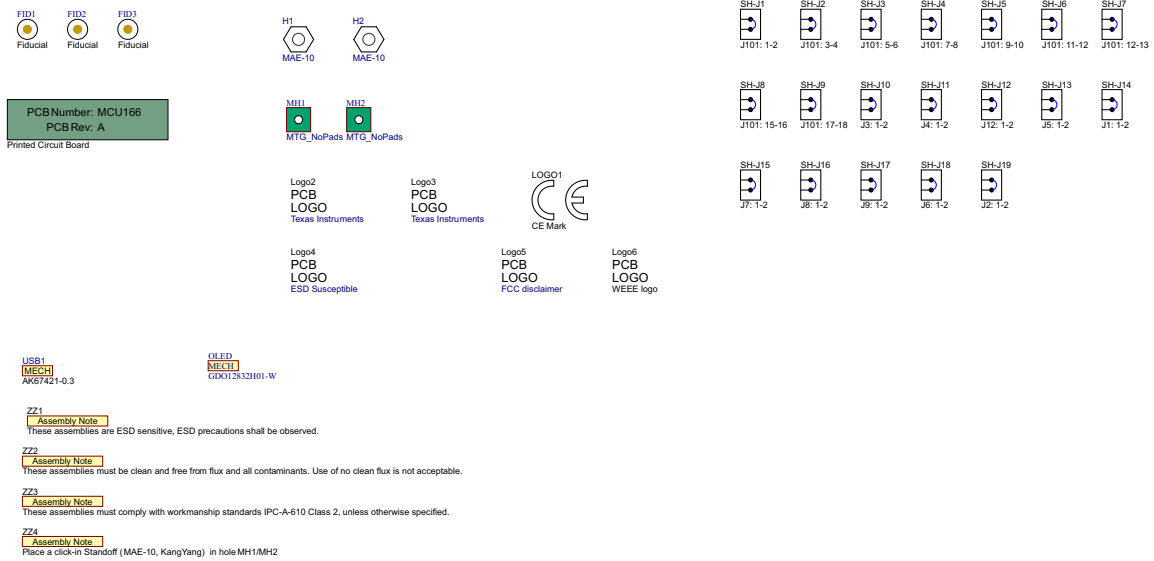 FID1 FID2 FID3
Fiducial Fiducial Fiducial
H1 H2
MAE-10 MAE-10
SH-J1 SH-J2 SH-J3 SH-J4 SH-J5 SH-J6 SH-J7
J101: 1-2 J101: 3-4 J101: 5-6 J101: 7-8 J101: 9-10 J101: 11-12 J101: 12-13
PCB Number: MCU166
PCB Rev: A
Printed Circuit Board
MH1 MH2
MTG_NoPads MTG_NoPads
SH-J8 SH-J9 SH-J10 SH-J11 SH-J12 SH-J13 SH-J14
J101: 15-16 J101: 17-18 J3: 1-2 J4: 1-2 J12: 1-2 J5: 1-2 J1: 1-2
SH-J15 SH-J16 SH-J17 SH-J18 SH-J19
J7: 1-2 J8: 1-2 J9: 1-2 J6: 1-2 J2: 1-2
Logo2
PCB
LOGO
Texas Instruments
Logo3
PCB
LOGO
Texas Instruments
LOGO1
CE
CE Mark
Logo4
PCB
LOGO
ESD Susceptible
Logo5
PCB
LOGO
FCC disclaimer
Logo6
PCB
LOGO
WEEE logo
USB1
MECH
AK67421-0.3
OLED
MECH
GDO12832H01-W
ZZ1
Assembly Note
These assemblies are ESD sensitive, ESD precautions shall be observed.
ZZ2
Assembly Note
These assemblies must be clean and free from flux and all contaminants. Use of no clean flux is not acceptable.
ZZ3
Assembly Note
These assemblies must comply with workmanship standards IPC-A-610 Class 2, unless otherwise specified.
ZZ4
Assembly Note
Place a click-in Standoff (MAE-10, KangYang) in hole MH1/MH2